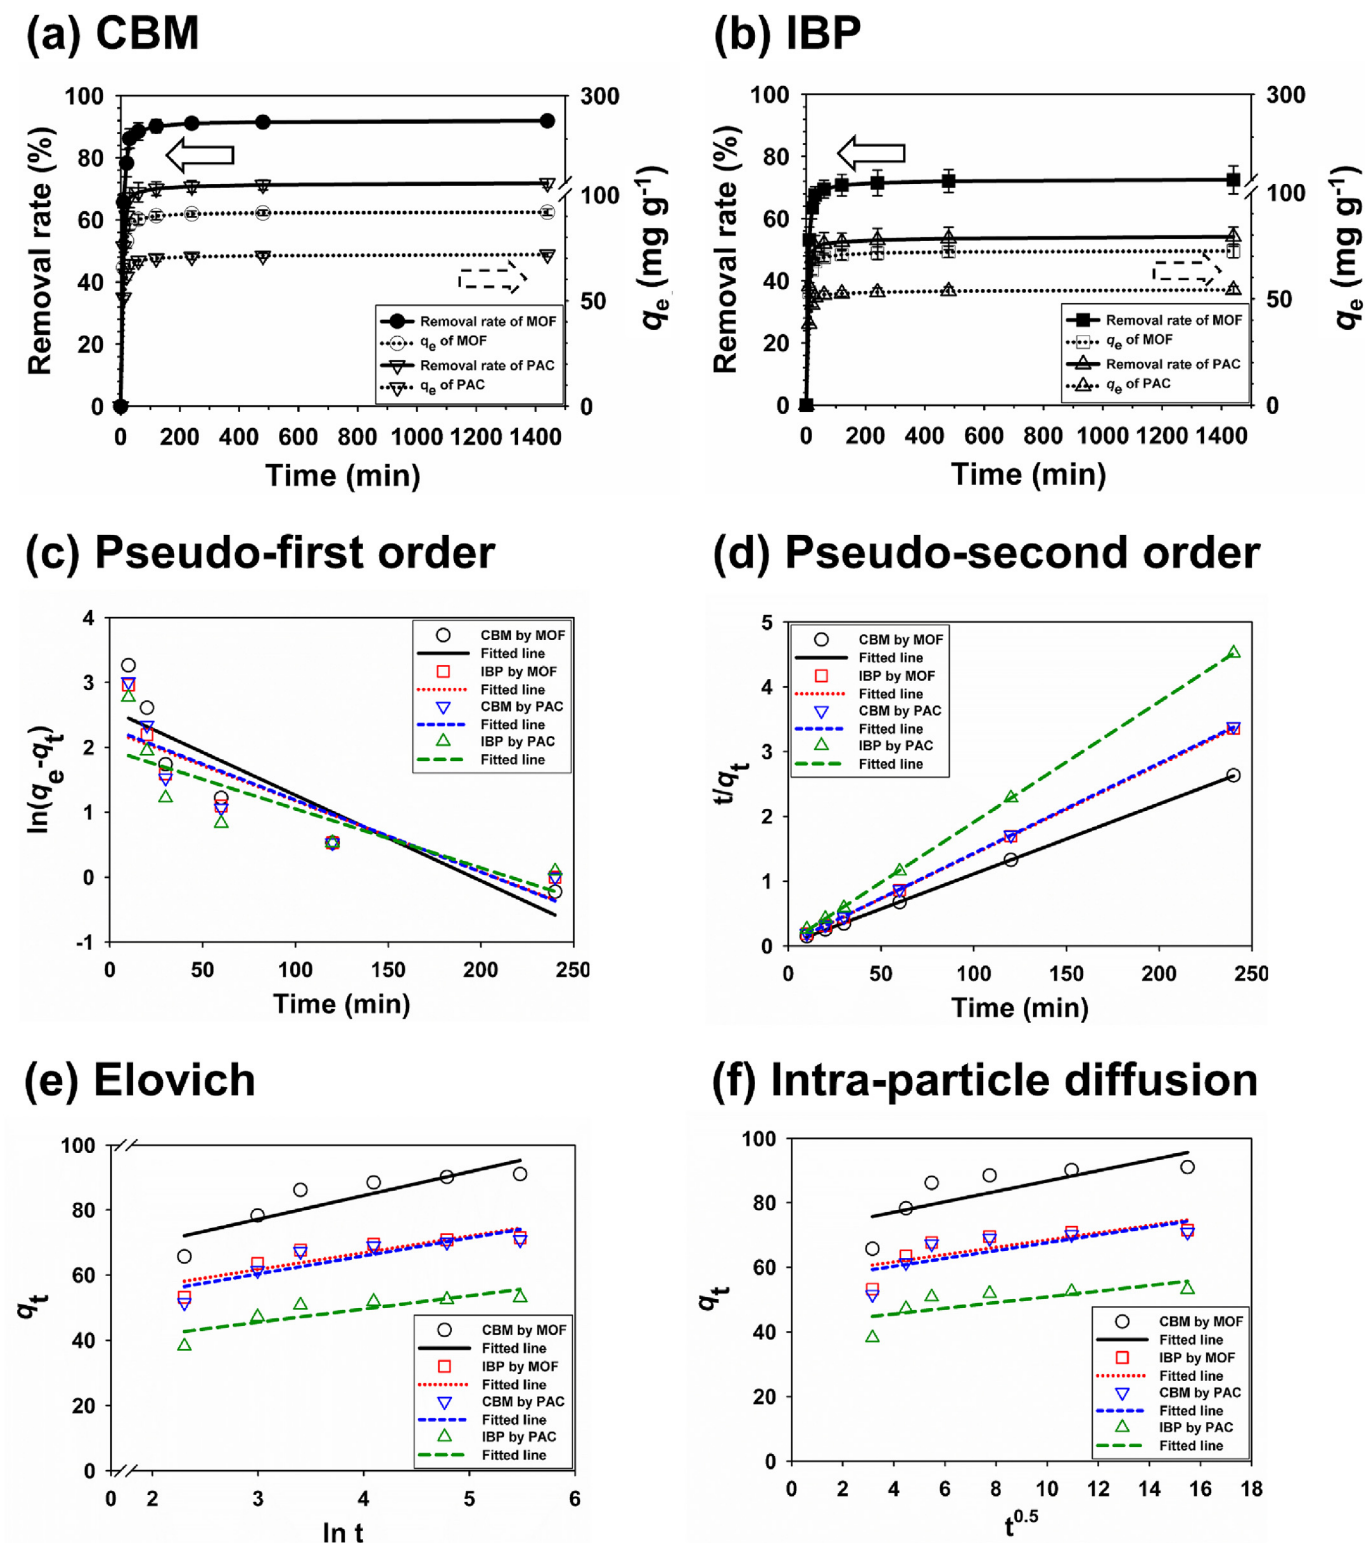 (a) CBM
(b) IBP
100
80
60
40
20
0
300
100
50
0
Removal rate (%)
qe (mg g-1)
Removal rate of MOF
qe of MOF
Removal rate of PAC
qe of PAC
0 200 400 600 800 1000 1200 1400
Time (min)
100
80
60
40
20
0
300
100
50
0
Removal rate (%)
qe (mg g-1)
Removal rate of MOF
qe of MOF
Removal rate of PAC
qe of PAC
0 200 400 600 800 1000 1200 1400
Time (min)
(c) Pseudo-first order
(d) Pseudo-second order
4
3
2
1
0
-1
ln(qe-qt)
CBM by MOF
Fitted line
IBP by MOF
Fitted line
CBM by PAC
Fitted line
IBP by PAC
Fitted line
0 50 100 150 200 250
Time (min)
5
4
3
2
1
0
t/qt
CBM by MOF
Fitted line
IBP by MOF
Fitted line
CBM by PAC
Fitted line
IBP by PAC
Fitted line
0 50 100 150 200 250
Time (min)
(e) Elovich
(f) Intra-particle diffusion
100
80
60
40
20
0
qt
CBM by MOF
Fitted line
IBP by MOF
Fitted line
CBM by PAC
Fitted line
IBP by PAC
Fitted line
0 2 3 4 5 6
ln t
100
80
60
40
20
0
qt
CBM by MOF
Fitted line
IBP by MOF
Fitted line
CBM by PAC
Fitted line
IBP by PAC
Fitted line
0 2 4 6 8 10 12 14 16 18
t0.5